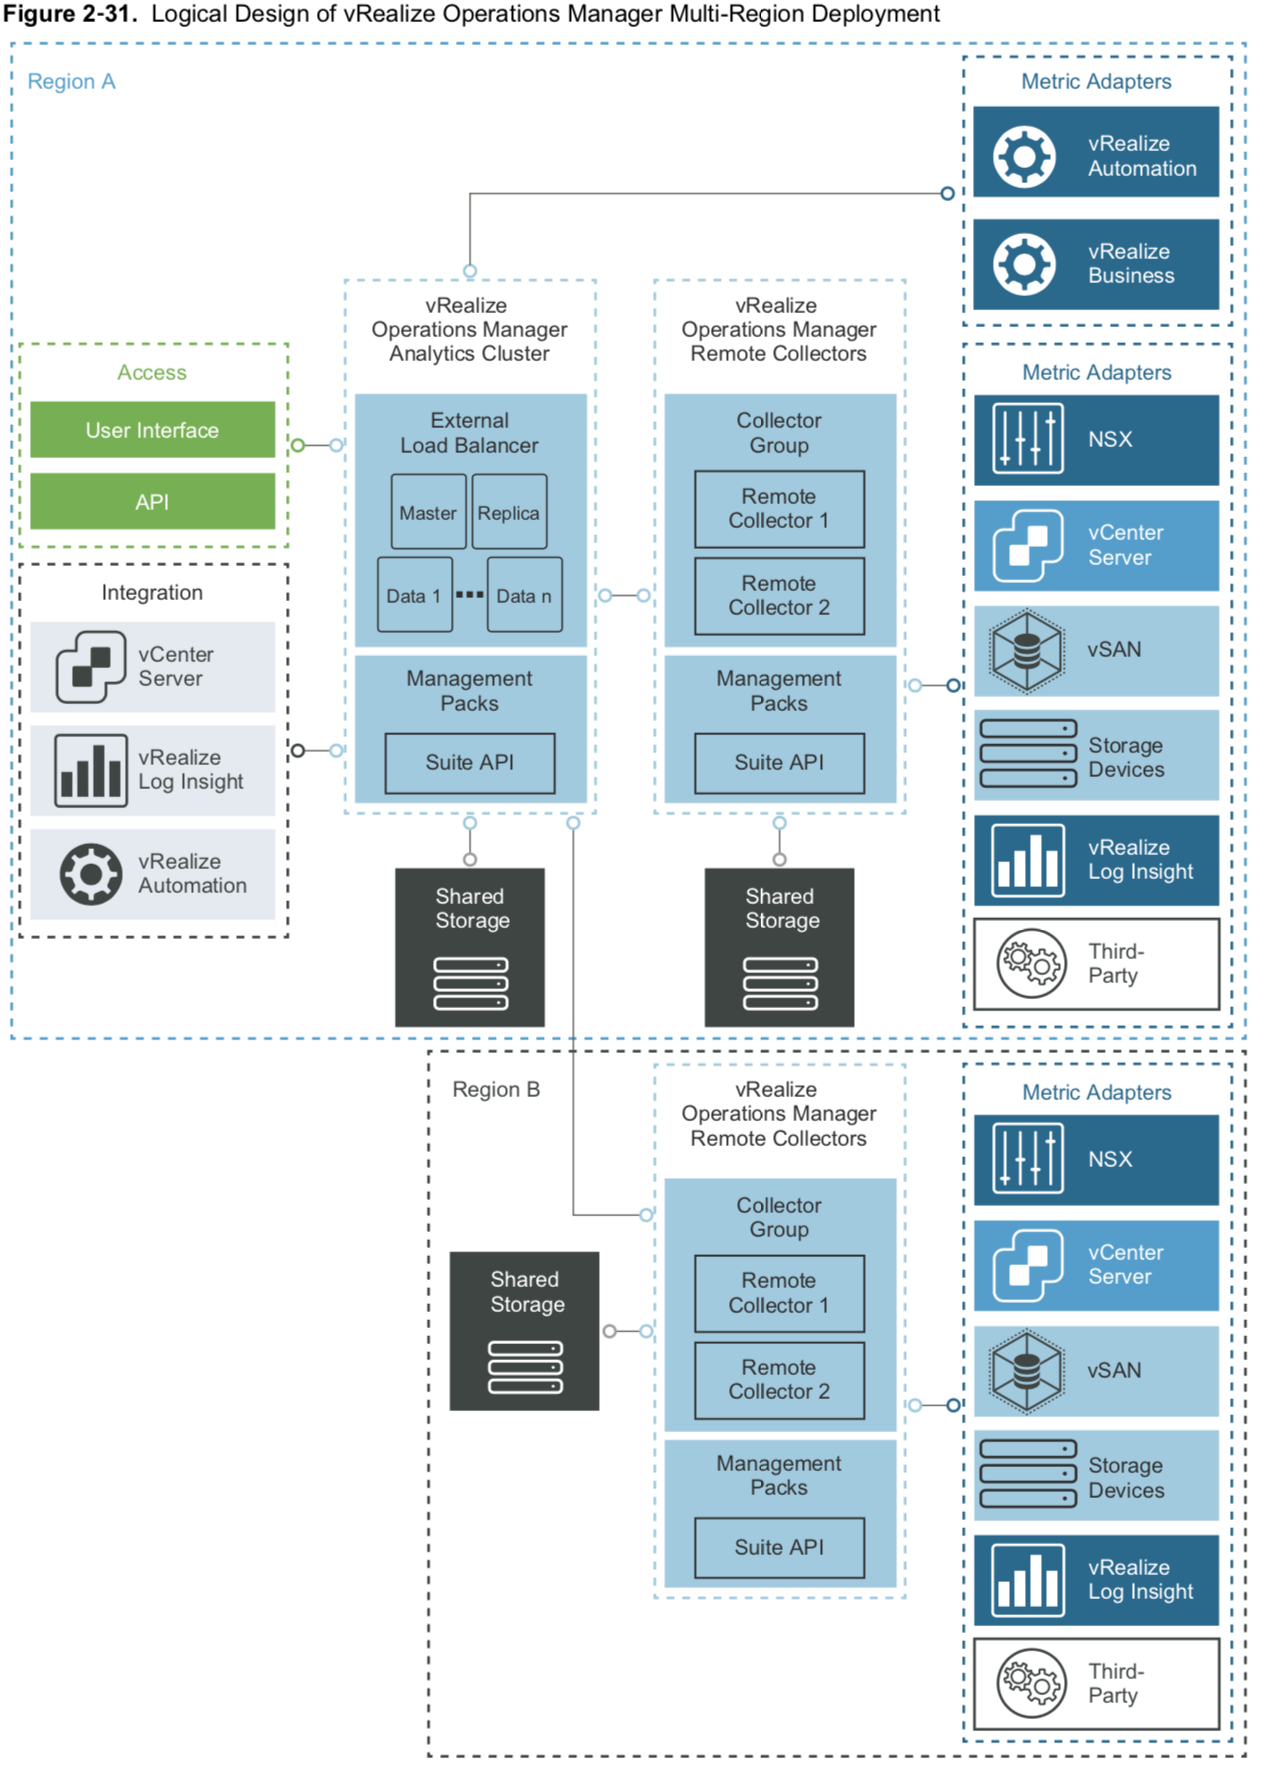 Figure 2-31. Logical Design of vRealize Operations Manager Multi-Region Deployment
Region A
Metric Adapters
vRealize
Automation
vRealize
Business
vRealize
Operations Manager
Analytics Cluster
External
Load Balancer
Master
Replica
Data 1
Data n
Management
Packs
Suite API
vRealize
Operations Manager
Remote Collectors
Collector
Group
Remote
Collector 1
Remote
Collector 2
Management
Packs
Suite API
Access
User Interface
API
Integration
vCenter
Server
vRealize
Log Insight
vRealize
Automation
Metric Adapters
NSX
vCenter
Server
vSAN
Storage
Devices
vRealize
Log Insight
Third-
Party
Shared
Storage
Shared
Storage
Region B
vRealize
Operations Manager
Remote Collectors
Collector
Group
Remote
Collector 1
Remote
Collector 2
Management
Packs
Suite API
Shared
Storage
Metric Adapters
NSX
vCenter
Server
vSAN
Storage
Devices
vRealize
Log Insight
Third-
Party